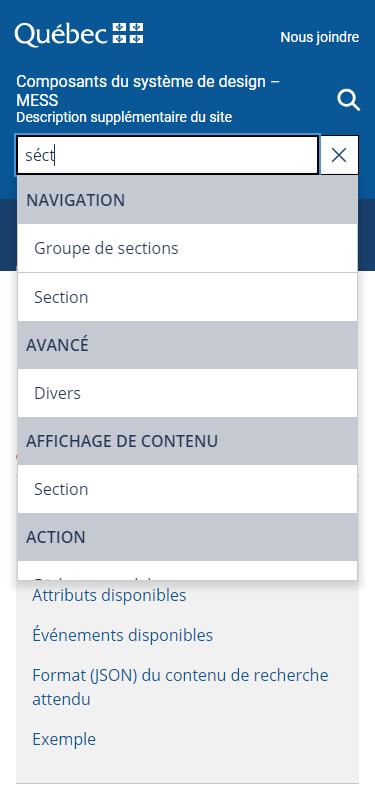 Québec
Nous joindre
Composants du système de design –
MESS
Description supplémentaire du site
séct
NAVIGATION
Groupe de sections
Section
AVANCÉ
Divers
AFFICHAGE DE CONTENU
Section
ACTION
Attributs disponibles
Événements disponibles
Format (JSON) du contenu de recherche
attendu
Exemple